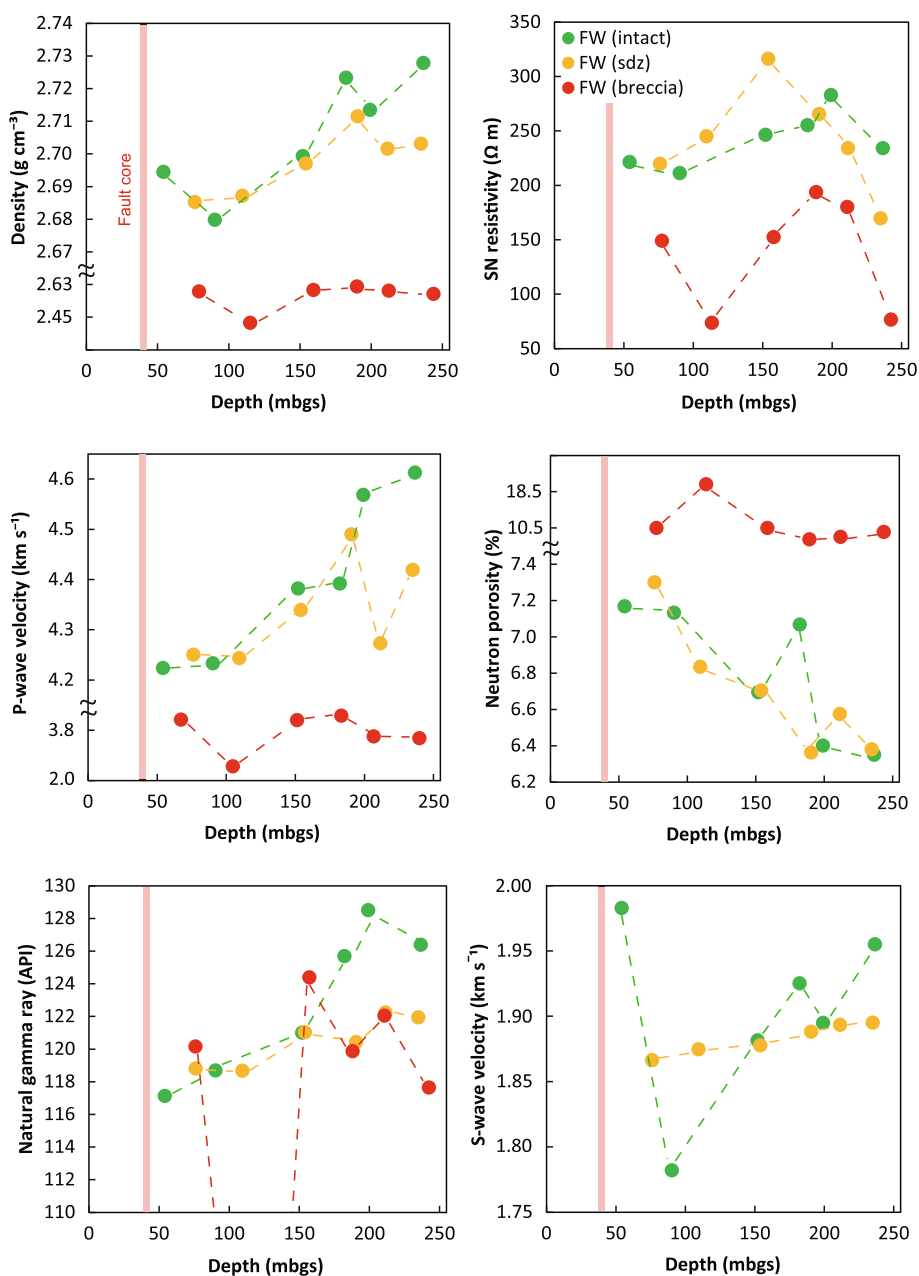 2.74
2.73
2.72
2.71
2.70
2.69
2.68
2.67
2.63
2.45
Density (g cm⁻³)
Fault core
0 50 100 150 200 250
Depth (mbgs)
350
300
250
200
150
100
50
SN resistivity (Ω m)
FW (intact)
FW (sdz)
FW (breccia)
0 50 100 150 200 250
Depth (mbgs)
4.6
4.5
4.4
4.3
4.2
3.8
2.0
P-wave velocity (km s⁻¹)
0 50 100 150 200 250
Depth (mbgs)
18.5
10.5
7.4
7.2
7.0
6.8
6.6
6.4
6.2
Neutron porosity (%)
0 50 100 150 200 250
Depth (mbgs)
130
128
126
124
122
120
118
116
110
Natural gamma ray (API)
0 50 100 150 200 250
Depth (mbgs)
2.00
1.95
1.90
1.85
1.80
1.75
S-wave velocity (km s⁻¹)
0 50 100 150 200 250
Depth (mbgs)